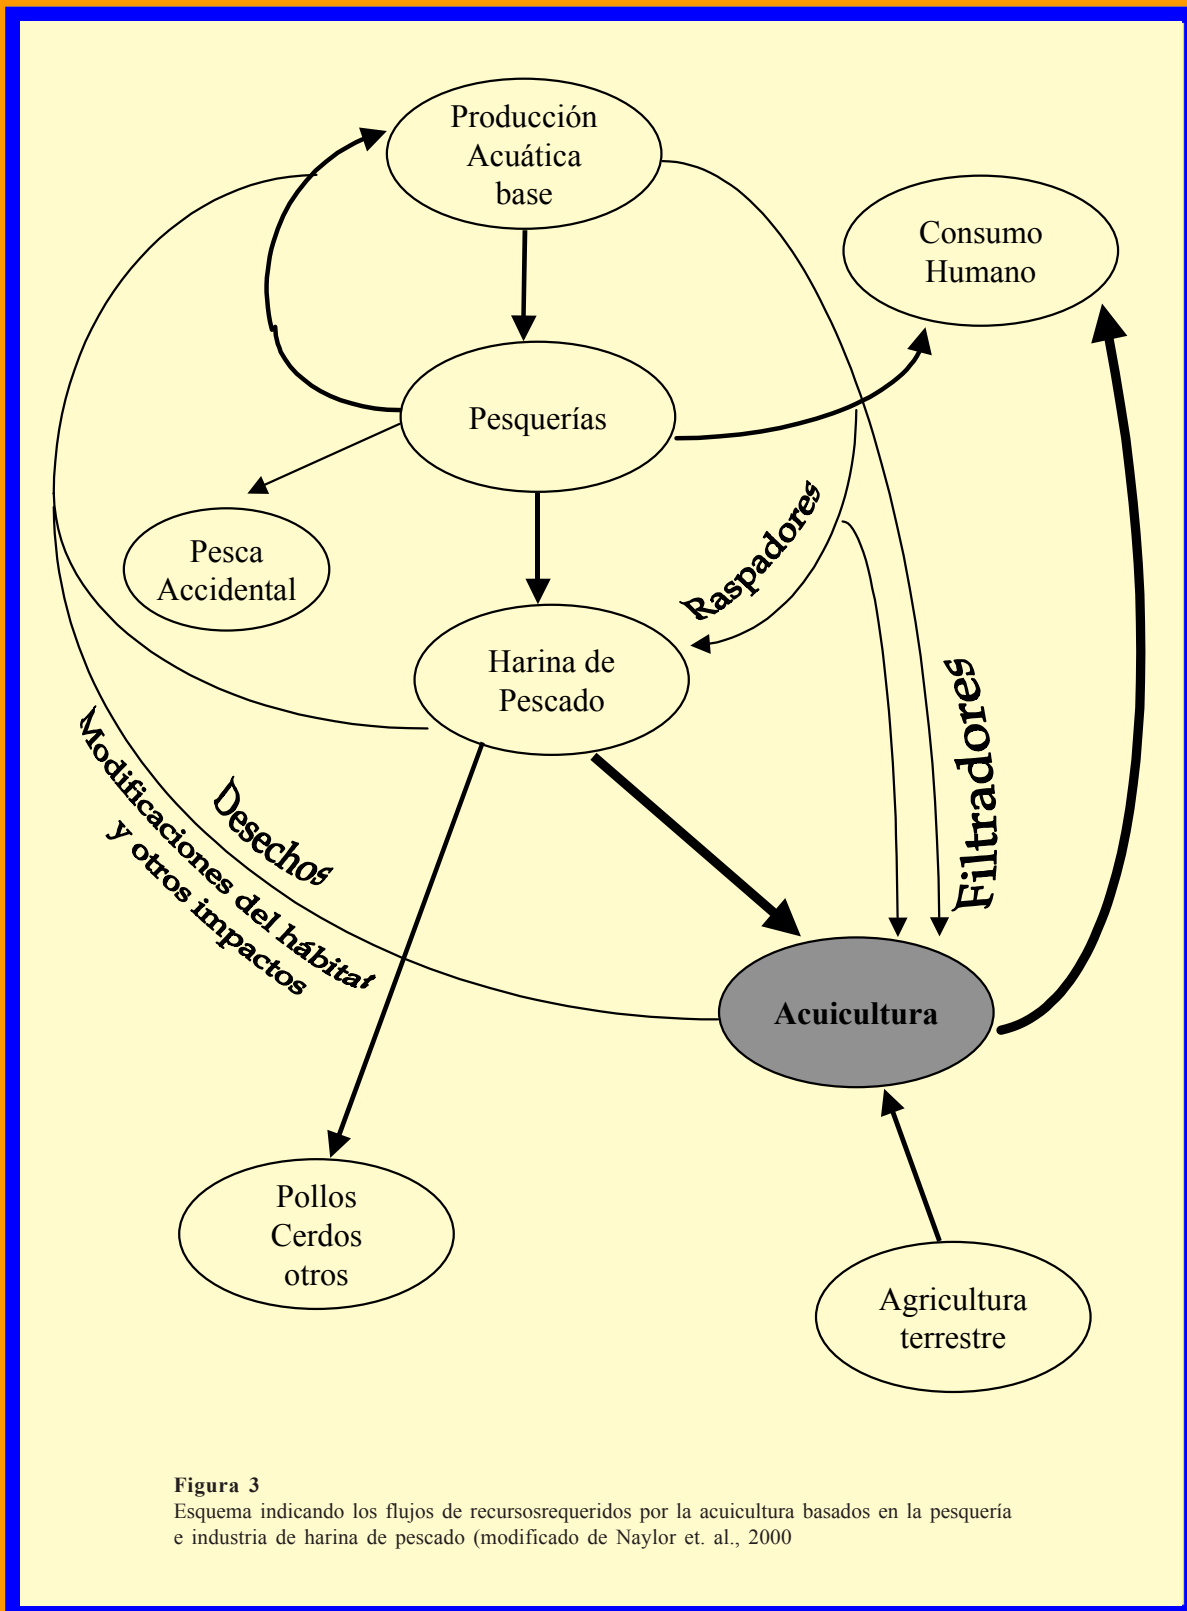 Producción
Acuática
base
Consumo
Humano
Pesquerías
Pesca
Accidental
Raspadores
Harina de
Pescado
Filtradores
Desechos
Modificaciones del hábitat
y otros impactos
Acuicultura
Pollos
Cerdos
otros
Agricultura
terrestre
Figura 3
Esquema indicando los flujos de recursosrequeridos por la acuicultura basados en la pesquería
e industria de harina de pescado (modificado de Naylor et. al., 2000